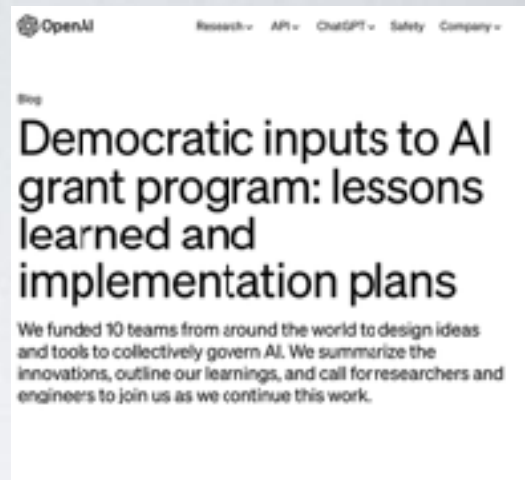 OpenAI Research API ChatGPT Safety Company
Blog
Democratic inputs to AI
grant program: lessons
learned and
implementation plans
We funded 10 teams from around the world to design ideas
and tools to collectively govern AI. We summarize the
innovations, outline our learnings, and call for researchers and
engineers to join us as we continue this work.